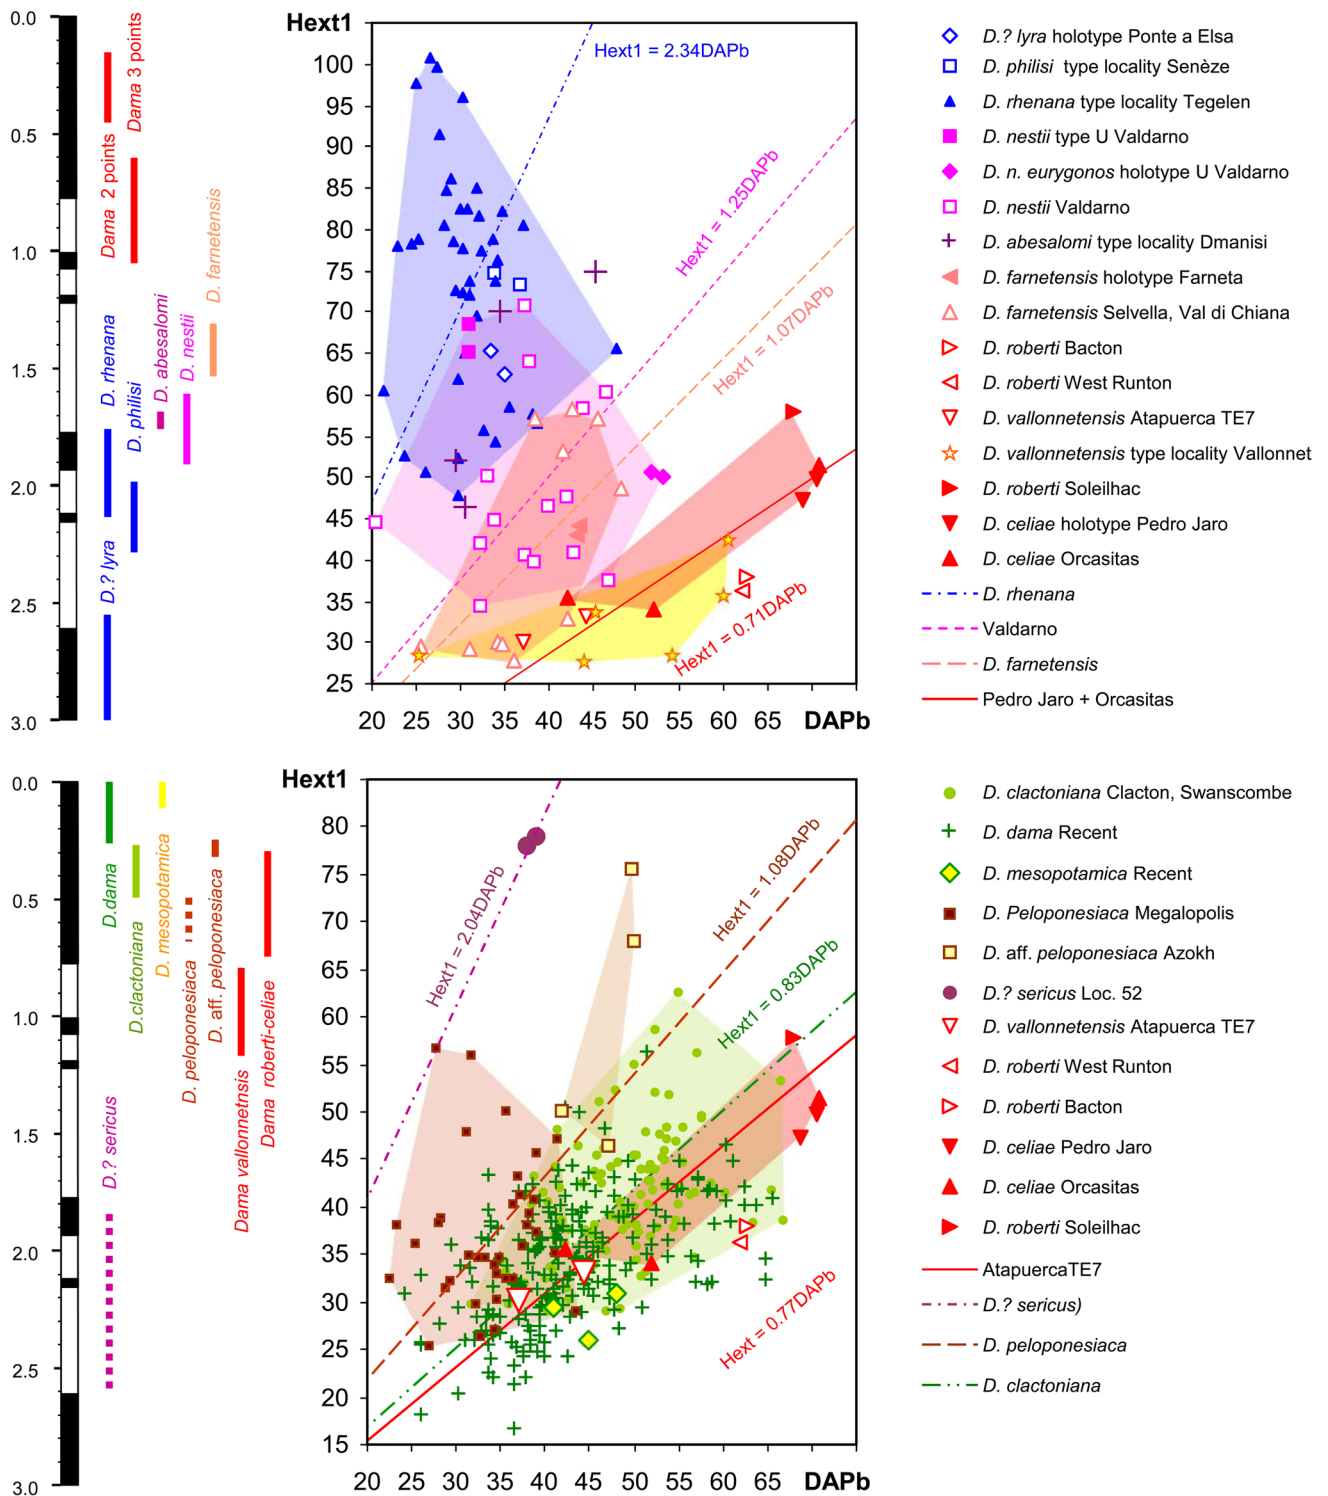 0.0
0.5
1.0
1.5
2.0
2.5
3.0
Dama 3 points
Dama 2 points
D. farnetensis
D. nestii
D. abesalomi
D. rhenana
D. philisi
D.? lyra
Hext1
100
95
90
85
80
75
70
65
60
55
50
45
40
35
30
25
20 25 30 35 40 45 50 55 60 65 DAPb
Hext1 = 2.34DAPb
Hext1 = 1.25DAPb
Hext1 = 1.07DAPb
Hext1 = 0.71DAPb
D.? lyra holotype Ponte a Elsa
D. philisi type locality Senèze
D. rhenana type locality Tegelen
D. nestii type U Valdarno
D. n. eurygonos holotype U Valdarno
D. nestii Valdarno
D. abesalomi type locality Dmanisi
D. farnetensis holotype Farneta
D. farnetensis Selvella, Val di Chiana
D. roberti Bacton
D. roberti West Runton
D. vallonnetensis Atapuerca TE7
D. vallonnetensis type locality Vallonnet
D. roberti Soleilhac
D. celiae holotype Pedro Jaro
D. celiae Orcasitas
D. rhenana
Valdarno
D. farnetensis
Pedro Jaro + Orcasitas
0.0
0.5
1.0
1.5
2.0
2.5
3.0
D.dama
D.clactoniana
D. mesopotamica
D. peloponesiaca
D. aff. peloponesiaca
Dama vallonnetnsis
Dama roberti-celiae
D.? sericus
Hext1
80
75
70
65
60
55
50
45
40
35
30
25
20
15
20 25 30 35 40 45 50 55 60 65 DAPb
Hext1 = 2.04DAPb
Hext1 = 1.08DAPb
Hext1 = 0.83DAPb
Hext = 0.77DAPb
D. clactoniana Clacton, Swanscombe
D. dama Recent
D. mesopotamica Recent
D. Peloponesiaca Megalopolis
D. aff. peloponesiaca Azokh
D.? sericus Loc. 52
D. vallonnetensis Atapuerca TE7
D. roberti West Runton
D. roberti Bacton
D. celiae Pedro Jaro
D. celiae Orcasitas
D. roberti Soleilhac
AtapuercaTE7
D.? sericus)
D. peloponesiaca
D. clactoniana